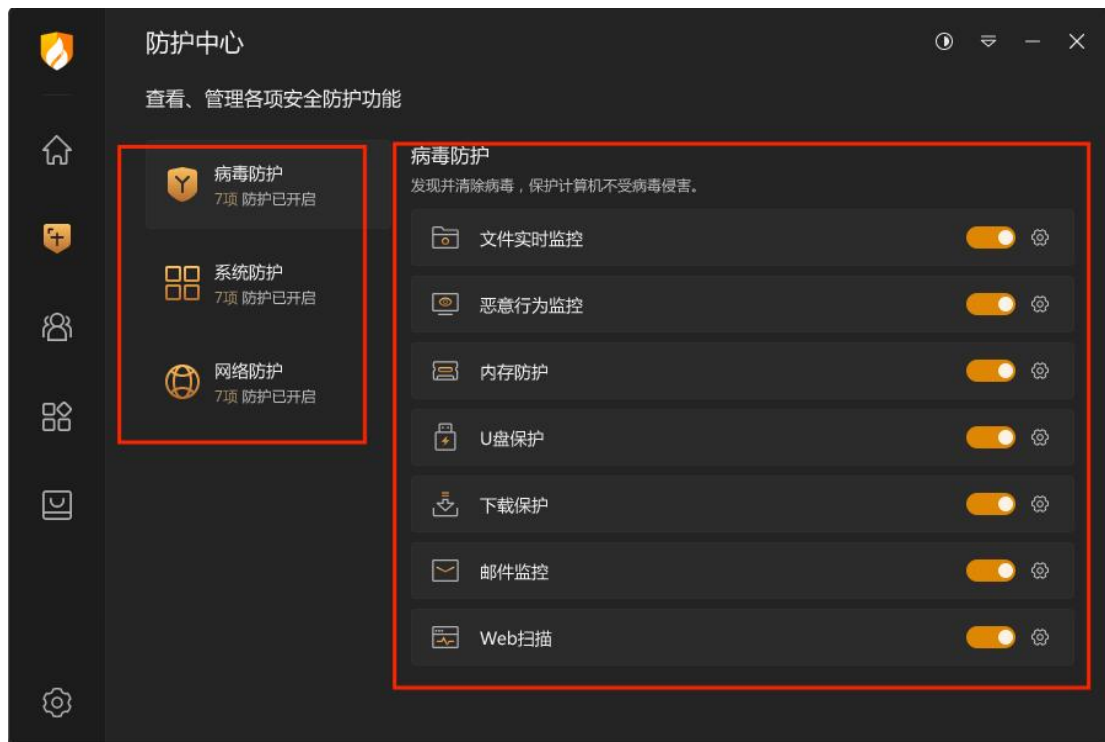 防护中心
查看、管理各项安全防护功能
病毒防护
7项 防护已开启
系统防护
7项 防护已开启
网络防护
7项 防护已开启
病毒防护
发现并清除病毒，保护计算机不受病毒侵害。
文件实时监控
恶意行为监控
内存防护
U盘保护
下载保护
邮件监控
Web扫描